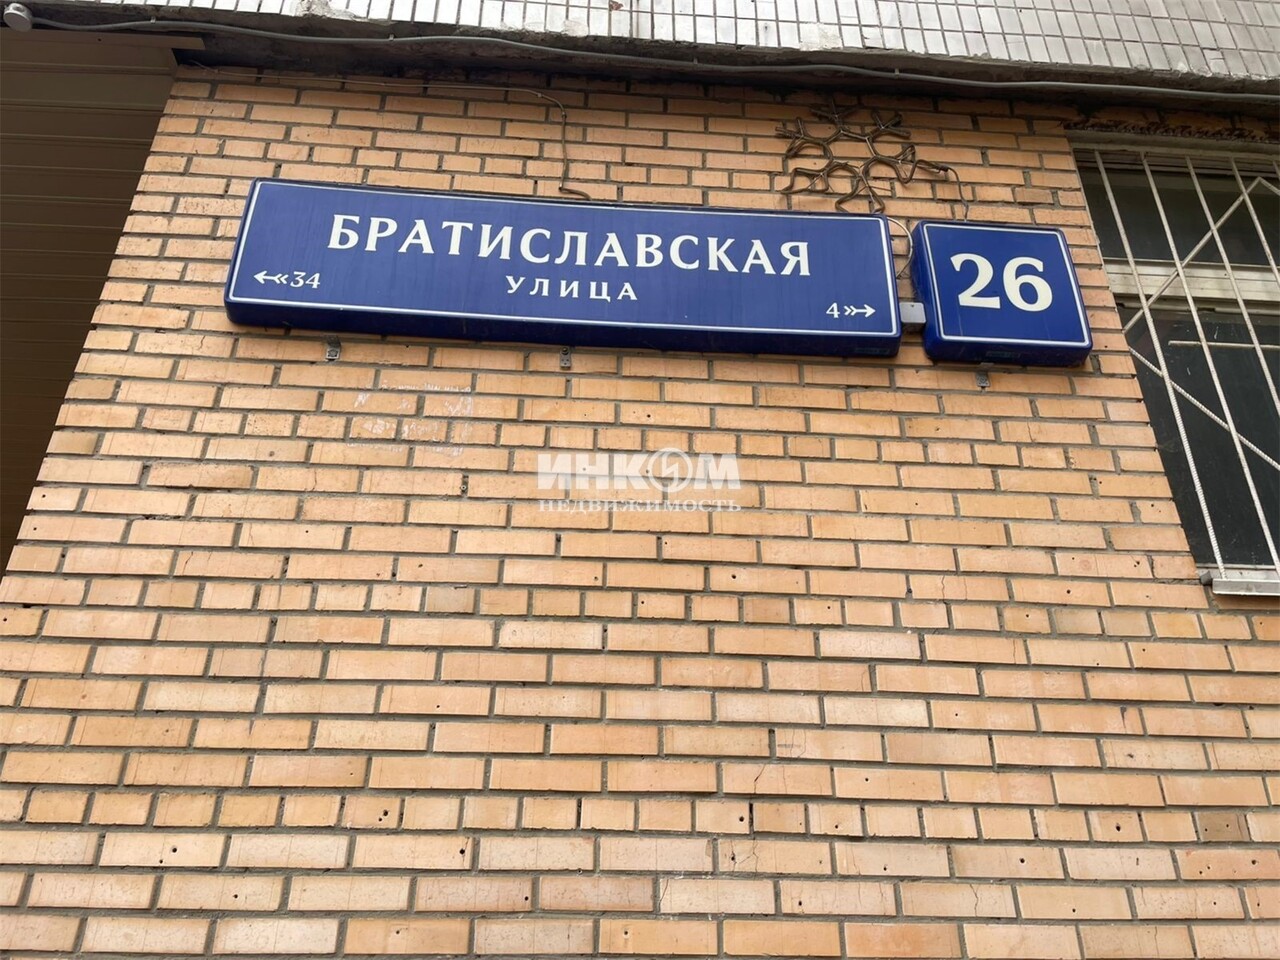 БРАТИСЛАВСКАЯ
УЛИЦА
34
4
26
ИНКОМ
НЕДВИЖИМОСТЬ